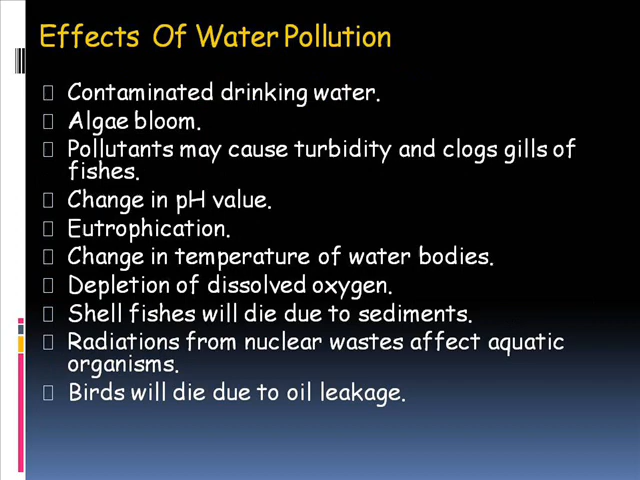 Effects Of Water Pollution
Contaminated drinking water.
Algae bloom.
Pollutants may cause turbidity and clogs gills of
fishes.
Change in pH value.
Eutrophication.
Change in temperature of water bodies.
Depletion of dissolved oxygen.
Shell fishes will die due to sediments.
Radiations from nuclear wastes affect aquatic
organisms.
Birds will die due to oil leakage.